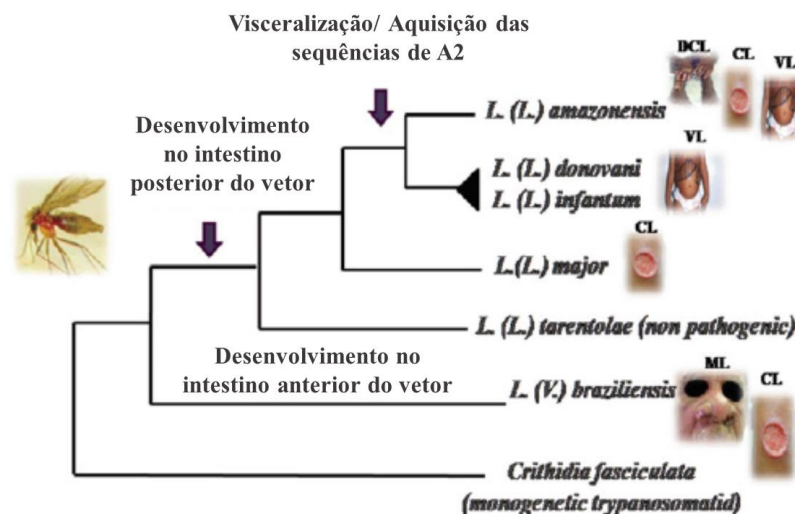 Visceralização/ Aquisição das
sequências de A2
DCL
CL
VL
L. (L.) amazonensis
Desenvolvimento
no intestino
posterior do vetor
VL
L. (L.) donovani
L. (L.) infantum
CL
L.(L.) major
L. (L.) tarentolae (non pathogenic)
Desenvolvimento no
intestino anterior do vetor
ML
CL
L. (V.) braziliensis
Crithidia fasciculata
(monogenetic trypanosomatid)